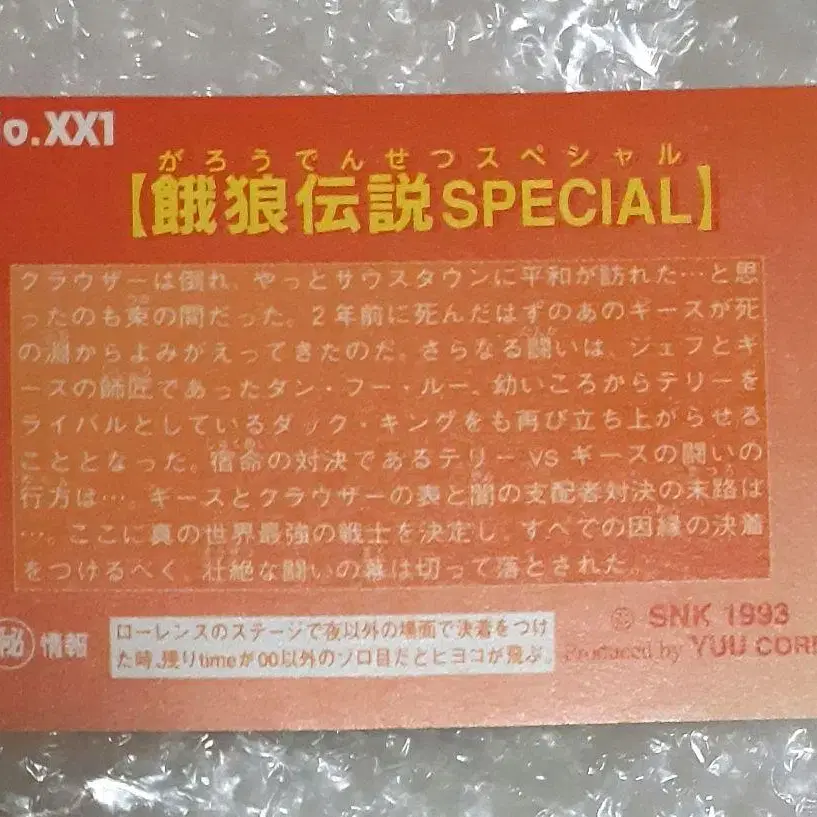 o.XX1
がろうでんせつスペシャル
【餓狼伝説SPECIAL】
クラウザーは倒れ、やっとサウスタウンに平和が訪れた…と思
ったのも束の間だった。2年前に死んだはずのあのギースが死
の淵からよみがえってきたのだ。さらなる闘いは、ジェフとギ
ースの師匠であったタン・フー・ルー、幼いころからテリーを
ライバルとしているダック・キングをも再び立ち上がらせる
こととなった。宿命の対決であるテリーVSギースの闘いの
行方は…。ギースとクラウザーの表と闇の支配者対決の末路は
…。ここに真の世界最強の戦士を決定し、すべての因縁の決着
をつけるべく、壮絶な闘いの幕は切って落とされた。
㊙情報
ローレンスのステージで夜以外の場面で決着をつけ
た時、残りtimeが00以外のゾロ目だとヒヨコが飛ぶ。
© SNK 1993
Produced by YUU COR